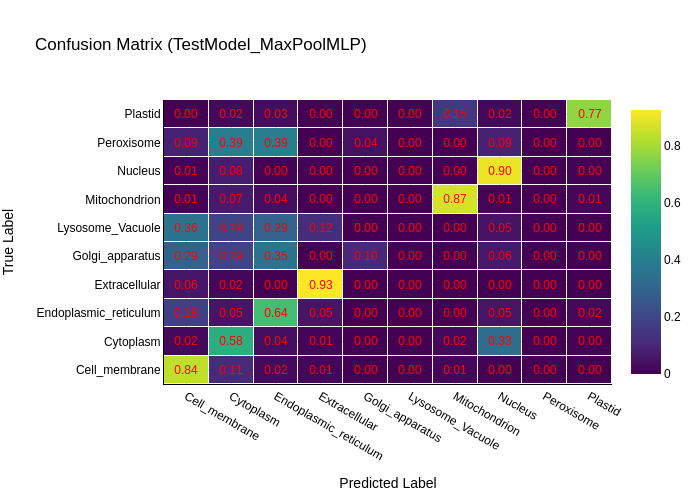 Confusion Matrix (TestModel_MaxPoolMLP)
Plastid 0.00 0.02 0.03 0.00 0.00 0.00 0.15 0.02 0.00 0.77
Peroxisome 0.09 0.39 0.39 0.00 0.04 0.00 0.00 0.09 0.00 0.00
Nucleus 0.01 0.08 0.00 0.00 0.00 0.00 0.00 0.90 0.00 0.00
Mitochondrion 0.01 0.07 0.04 0.00 0.00 0.00 0.87 0.01 0.00 0.01
Lysosome_Vacuole 0.36 0.29 0.12 0.00 0.00 0.00 0.05 0.00 0.00
Golgi_apparatus 0.29 0.35 0.00 0.10 0.00 0.00 0.06 0.00 0.00
Extracellular 0.06 0.02 0.00 0.93 0.00 0.00 0.00 0.00 0.00 0.00
Endoplasmic_reticulum 0.05 0.64 0.05 0.00 0.00 0.00 0.05 0.00 0.02
Cytoplasm 0.02 0.58 0.04 0.01 0.00 0.00 0.02 0.33 0.00 0.00
Cell_membrane 0.84 0.11 0.02 0.01 0.00 0.00 0.01 0.00 0.00 0.00
Cell_membrane
Cytoplasm
Endoplasmic_reticulum
Extracellular
Golgi_apparatus
Lysosome_Vacuole
Mitochondrion
Nucleus
Peroxisome
Plastid
Predicted Label
True Label
0.8
0.6
0.4
0.2
0